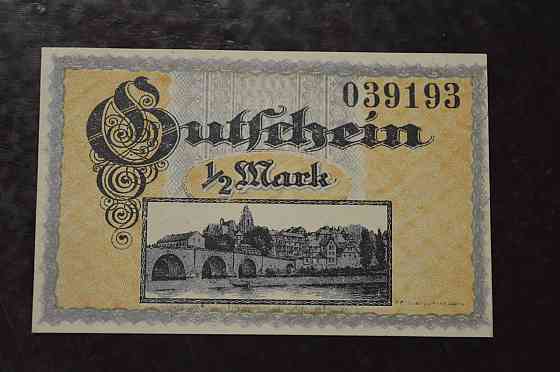 039193
Gutschein
1/2 Mark